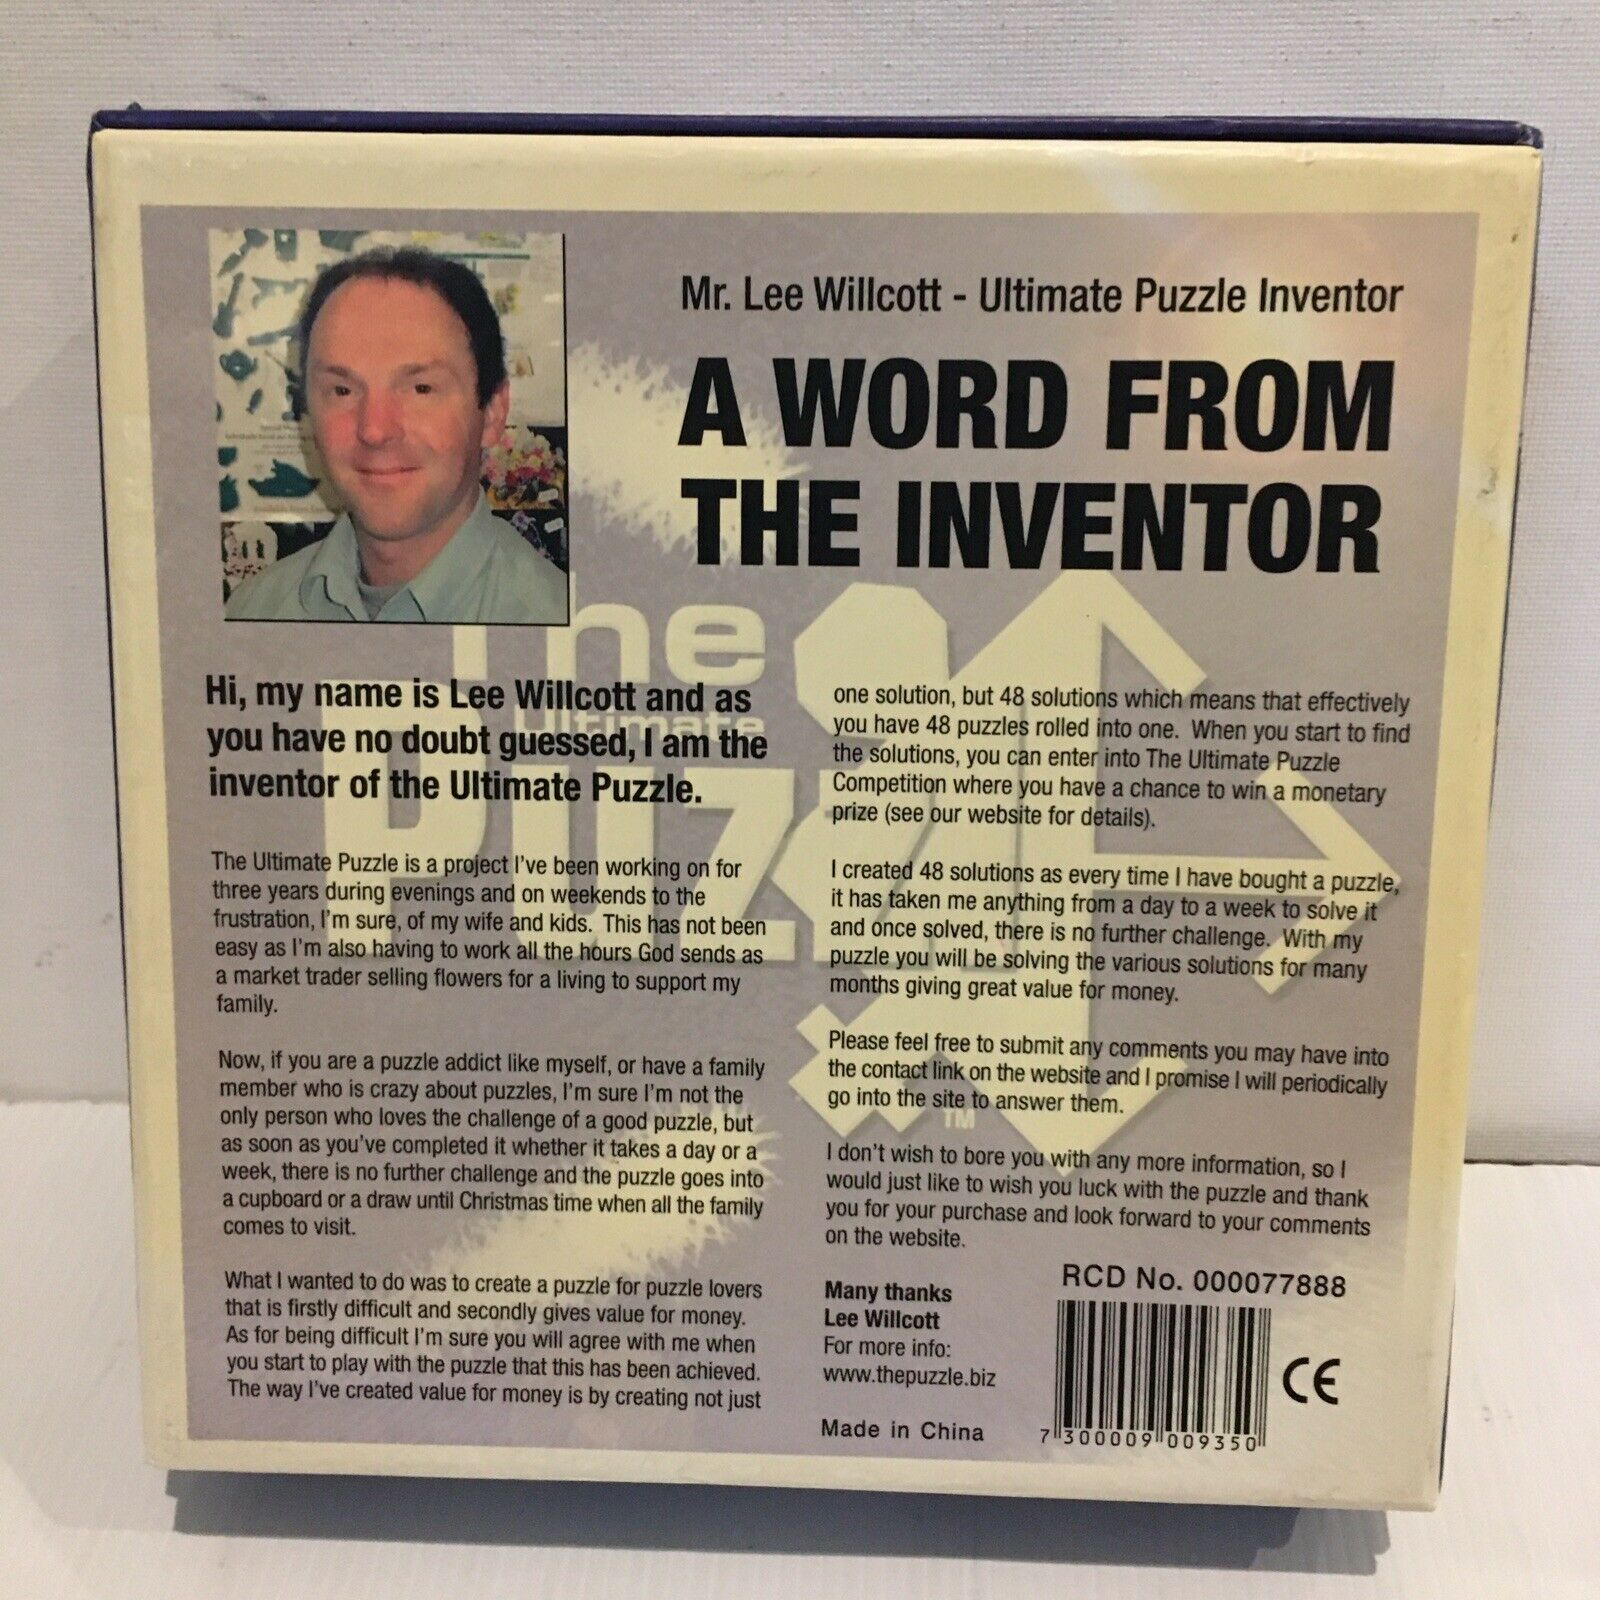 Mr. Lee Willcott - Ultimate Puzzle Inventor
A WORD FROM
THE INVENTOR
The
Ultimate
Puzzle
TM
Hi, my name is Lee Willcott and as
you have no doubt guessed, I am the
inventor of the Ultimate Puzzle.
The Ultimate Puzzle is a project I've been working on for
three years during evenings and on weekends to the
frustration, I'm sure, of my wife and kids. This has not been
easy as I'm also having to work all the hours God sends as
a market trader selling flowers for a living to support my
family.
Now, if you are a puzzle addict like myself, or have a family
member who is crazy about puzzles, I'm sure I'm not the
only person who loves the challenge of a good puzzle, but
as soon as you've completed it whether it takes a day or a
week, there is no further challenge and the puzzle goes into
a cupboard or a draw until Christmas time when all the family
comes to visit.
What I wanted to do was to create a puzzle for puzzle lovers
that is firstly difficult and secondly gives value for money.
As for being difficult I'm sure you will agree with me when
you start to play with the puzzle that this has been achieved.
The way I've created value for money is by creating not just
one solution, but 48 solutions which means that effectively
you have 48 puzzles rolled into one. When you start to find
the solutions, you can enter into The Ultimate Puzzle
Competition where you have a chance to win a monetary
prize (see our website for details).
I created 48 solutions as every time I have bought a puzzle,
it has taken me anything from a day to a week to solve it
and once solved, there is no further challenge. With my
puzzle you will be solving the various solutions for many
months giving great value for money.
Please feel free to submit any comments you may have into
the contact link on the website and I promise I will periodically
go into the site to answer them.
I don't wish to bore you with any more information, so I
would just like to wish you luck with the puzzle and thank
you for your purchase and look forward to your comments
on the website.
Many thanks
Lee Willcott
For more info:
www.thepuzzle.biz
Made in China
RCD No. 000077888
CE
7 300009 009350